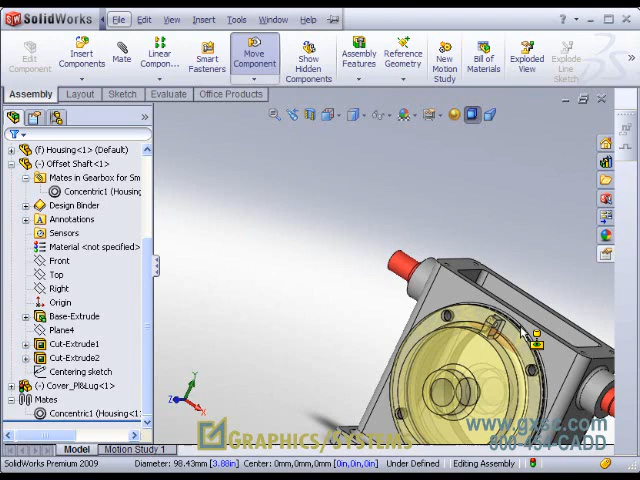 SolidWorks
File Edit View Insert Tools Window Help
Edit Component
Insert Components
Mate
Linear Compon...
Smart Fasteners
Move Component
Show Hidden Components
Assembly Features
Reference Geometry
New Motion Study
Bill of Materials
Exploded View
Explode Line Sketch
Assembly Layout Sketch Evaluate Office Products
(f) Housing<1> (Default)
(-) Offset Shaft<1>
Mates in Gearbox for Sm
Concentric1 (Housing
Design Binder
Annotations
Sensors
Material <not specified>
Front
Top
Right
Origin
Base-Extrude
Plane4
Cut-Extrude1
Cut-Extrude2
Centering sketch
(-) Cover_Pl&Lug<1>
Mates
Concentric1 (Housing<1
Y
Z
X
GRAPHICS/SYSTEMS
www.gxsc.com
800-454-CADD
Model Motion Study 1
SolidWorks Premium 2009 Diameter: 98.43mm [3.88in] Center: 0mm,0mm,0mm [0in,0in,0in] Under Defined Editing Assembly